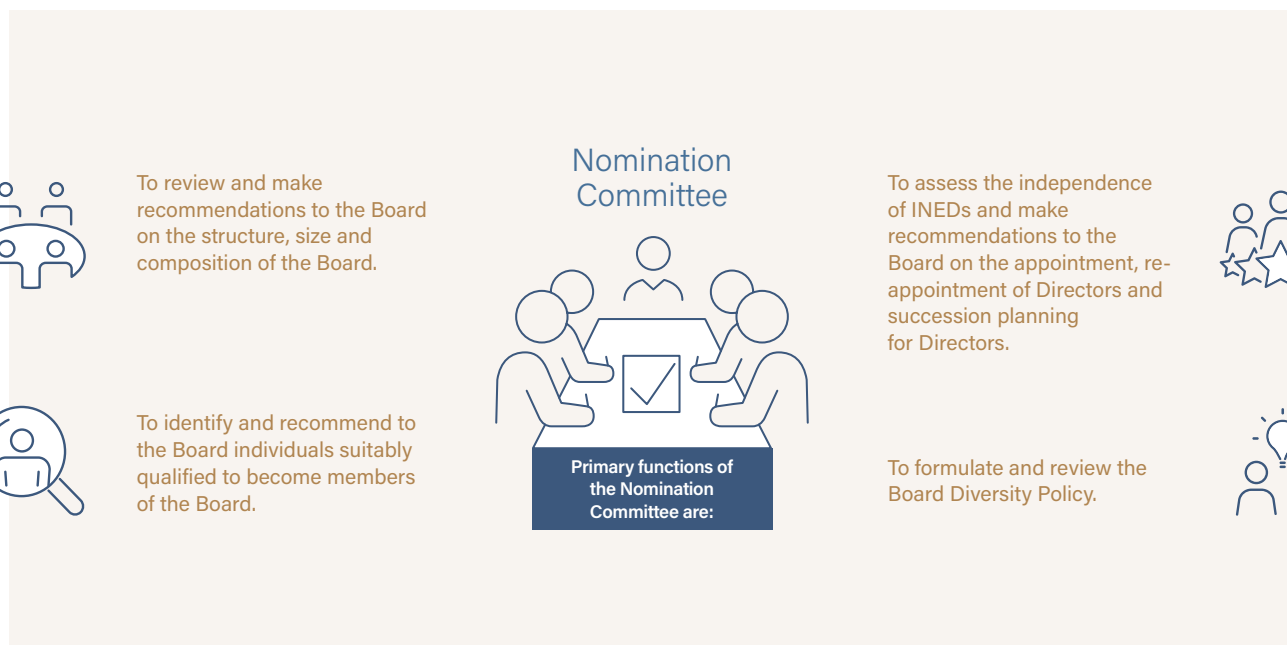 Nomination
Committee
To review and make
recommendations to the Board
on the structure, size and
composition of the Board.
To identify and recommend to
the Board individuals suitably
qualified to become members
of the Board.
Primary functions of
the Nomination
Committee are:
To assess the independence
of INEDs and make
recommendations to the
Board on the appointment, re-
appointment of Directors and
succession planning
for Directors.
To formulate and review the
Board Diversity Policy.